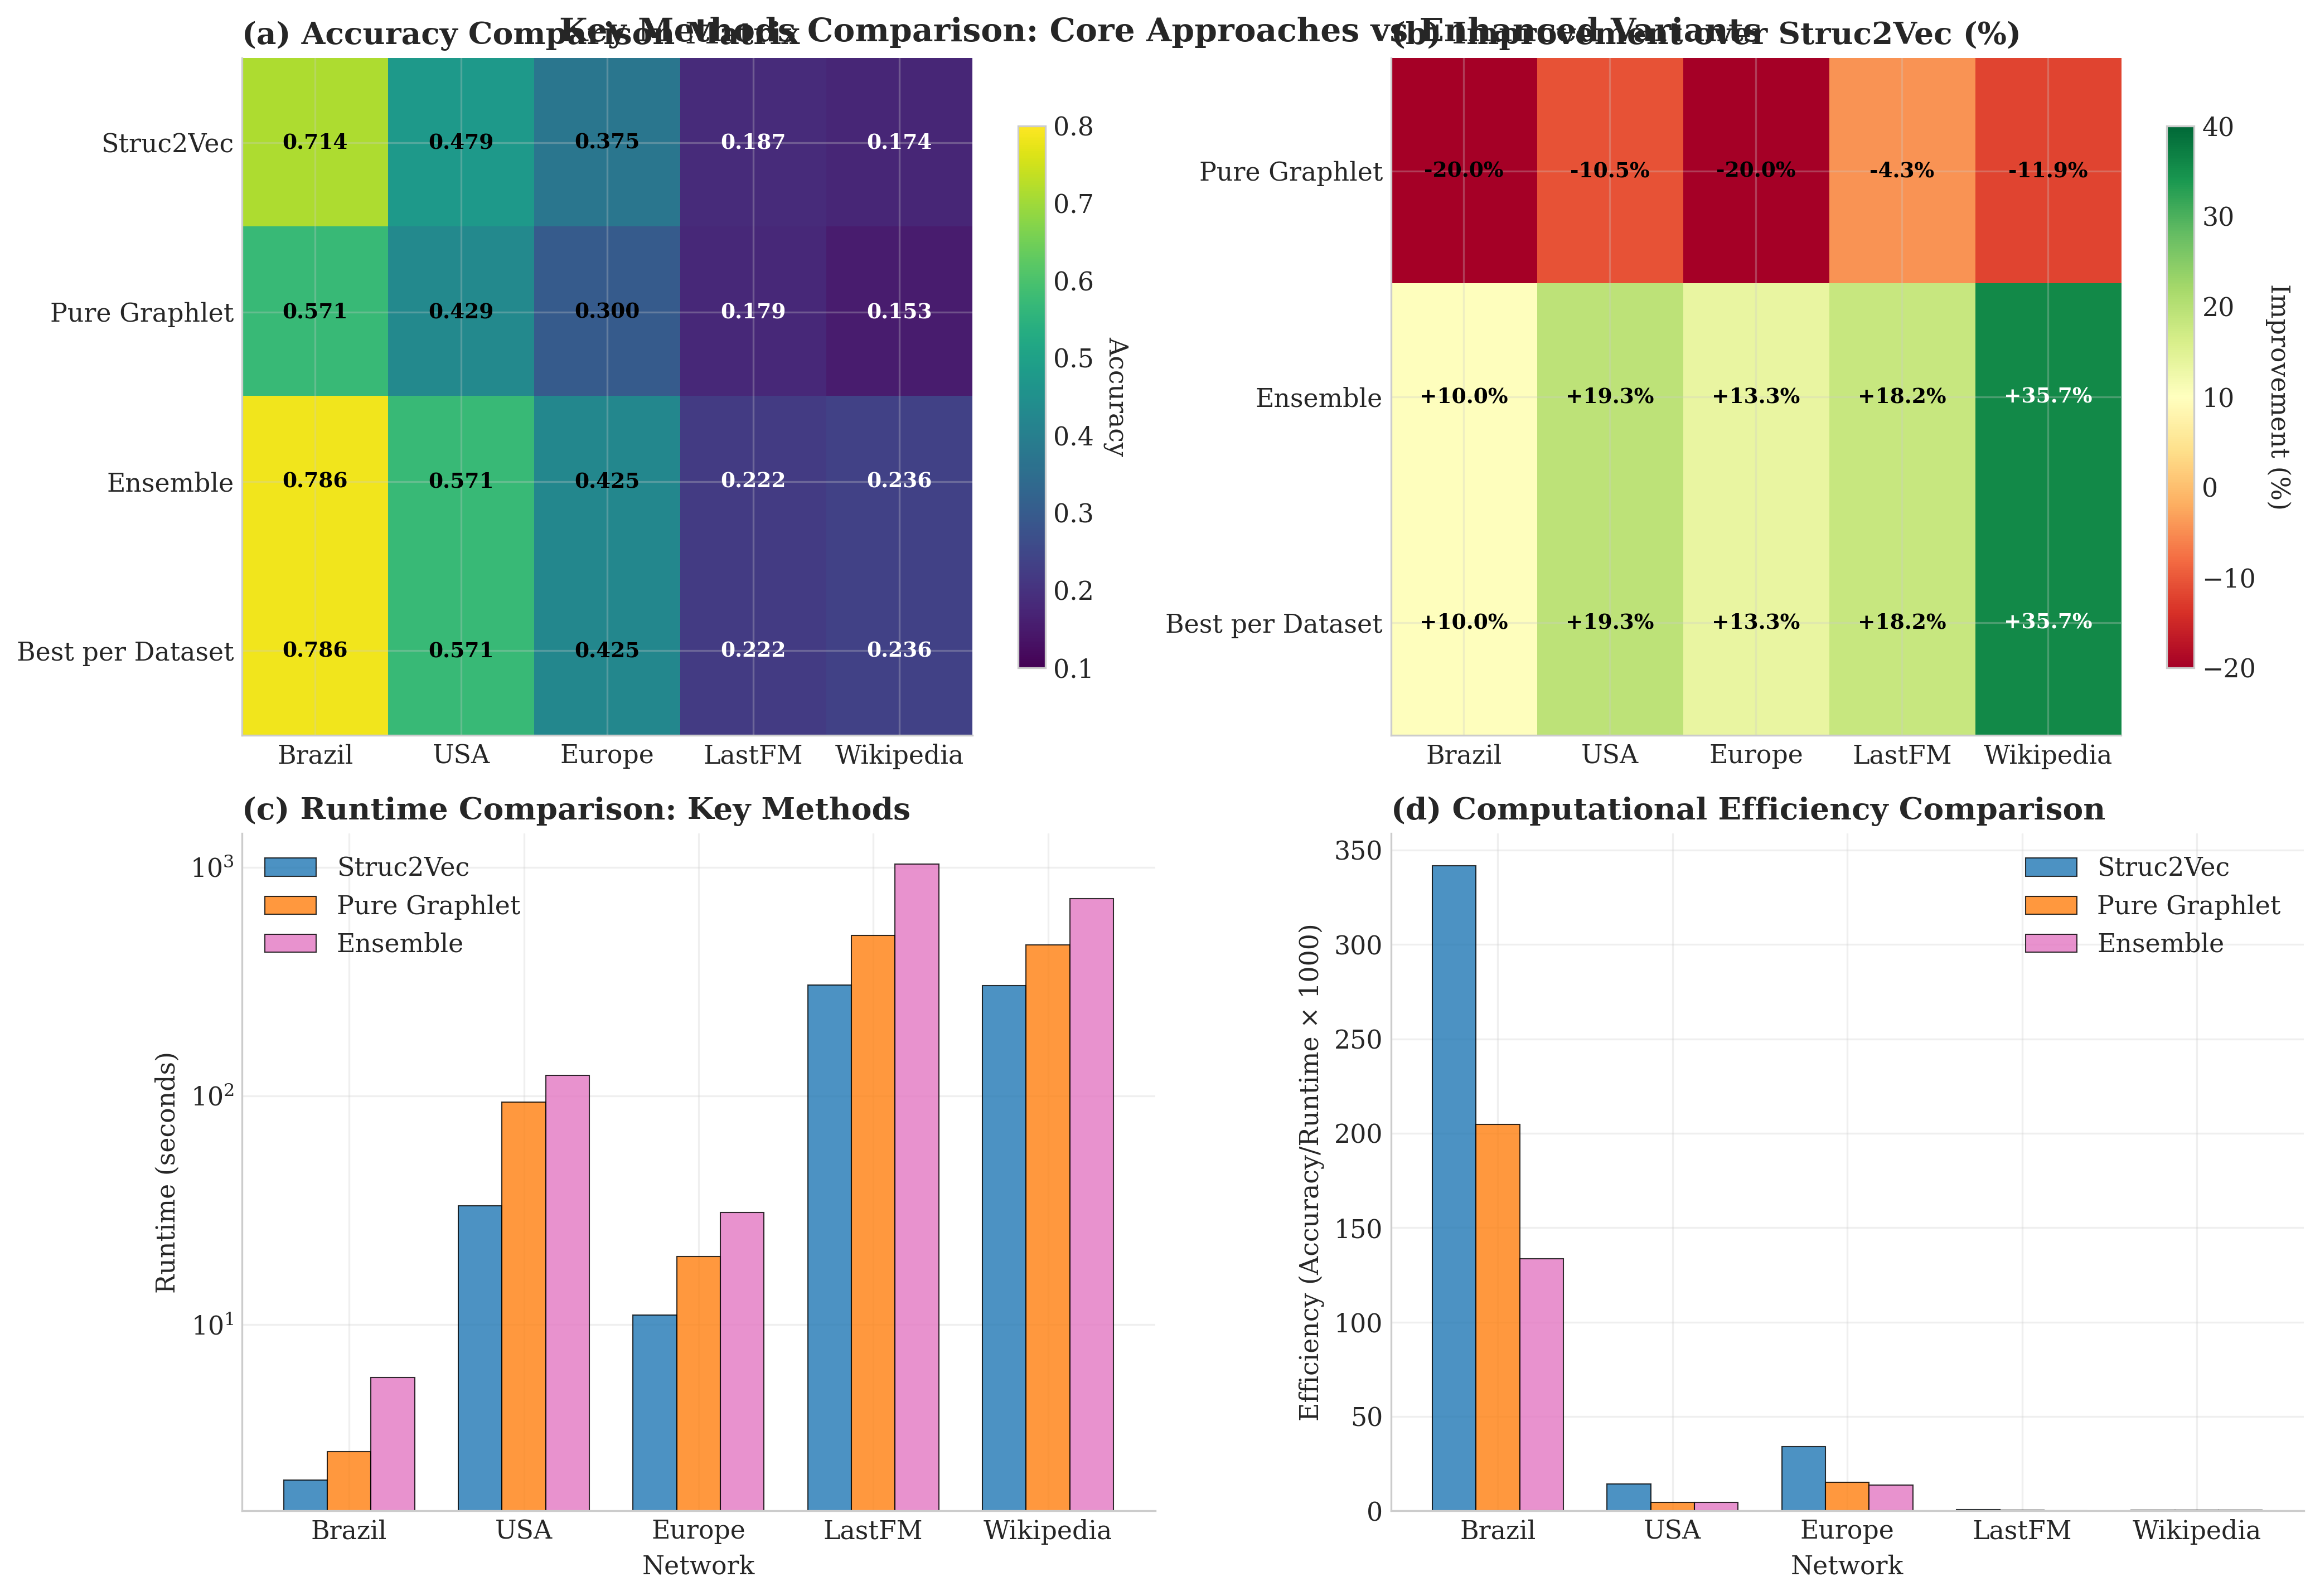 Key Methods Comparison: Core Approaches vs Enhanced Variants
(a) Accuracy Comparison Matrix
Struc2Vec 0.714 0.479 0.375 0.187 0.174
Pure Graphlet 0.571 0.429 0.300 0.179 0.153
Ensemble 0.786 0.571 0.425 0.222 0.236
Best per Dataset 0.786 0.571 0.425 0.222 0.236
Brazil USA Europe LastFM Wikipedia
0.8
0.7
0.6
0.5
0.4
0.3
0.2
0.1
Accuracy
(b) Improvement over Struc2Vec (%)
Pure Graphlet -20.0% -10.5% -20.0% -4.3% -11.9%
Ensemble +10.0% +19.3% +13.3% +18.2% +35.7%
Best per Dataset +10.0% +19.3% +13.3% +18.2% +35.7%
Brazil USA Europe LastFM Wikipedia
40
30
20
10
0
−10
−20
Improvement (%)
(c) Runtime Comparison: Key Methods
Struc2Vec
Pure Graphlet
Ensemble
Runtime (seconds)
10³
10²
10¹
Brazil USA Europe LastFM Wikipedia
Network
(d) Computational Efficiency Comparison
Struc2Vec
Pure Graphlet
Ensemble
Efficiency (Accuracy/Runtime × 1000)
350
300
250
200
150
100
50
0
Brazil USA Europe LastFM Wikipedia
Network